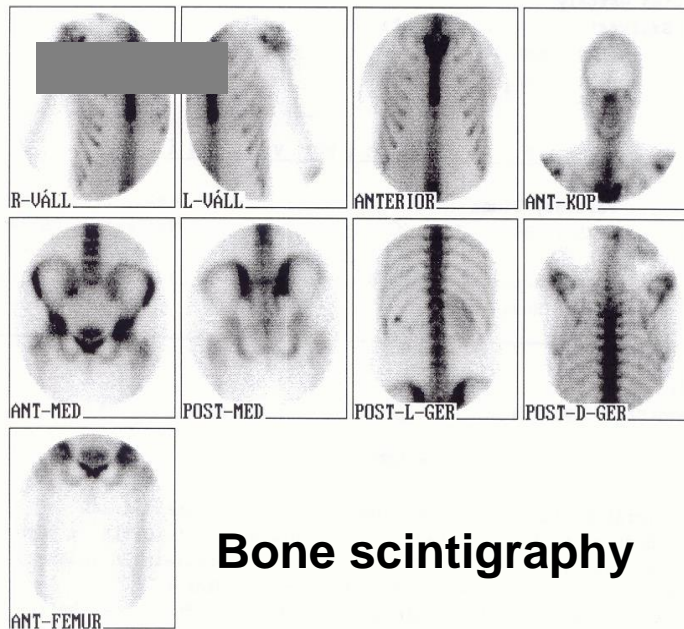 R-VÁLL
L-VÁLL
ANTERIOR
ANT-KOP
ANT-MED
POST-MED
POST-L-GER
POST-D-GER
ANT-FEMUR
Bone scintigraphy